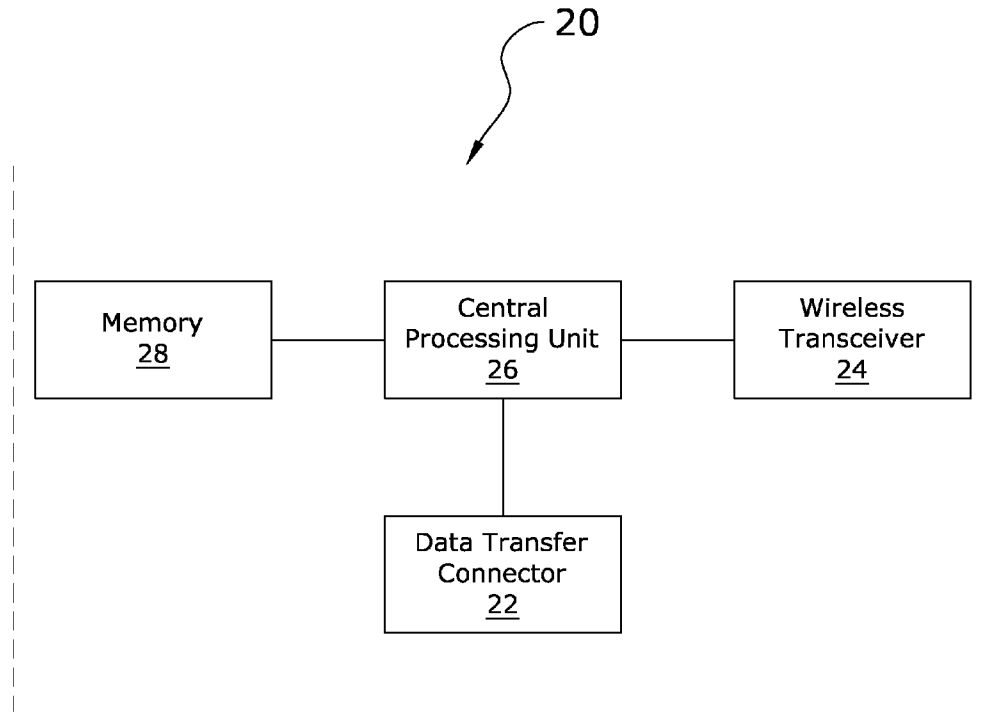 20
Memory
28
Central
Processing Unit
26
Wireless
Transceiver
24
Data Transfer
Connector
22